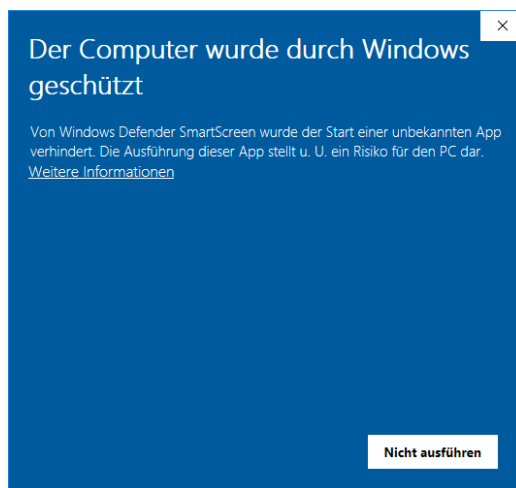 Der Computer wurde durch Windows
geschützt
Von Windows Defender SmartScreen wurde der Start einer unbekannten App
verhindert. Die Ausführung dieser App stellt u. U. ein Risiko für den PC dar.
Weitere Informationen
Nicht ausführen